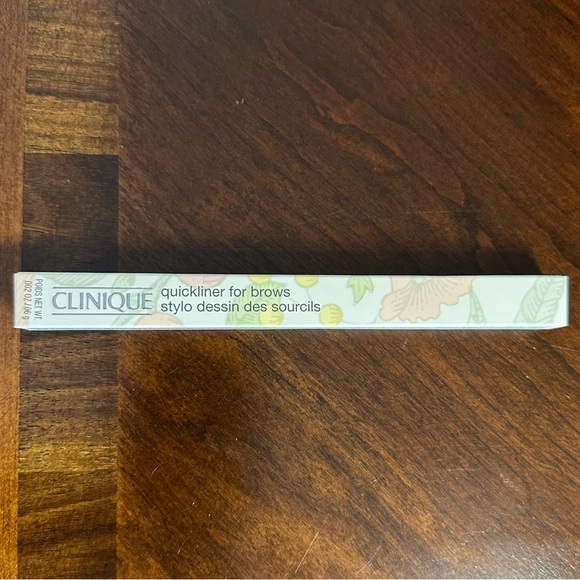 POIDS NET WT.
.002 OZ / .06 g
CLINIQUE
quickliner for brows
stylo dessin des sourcils